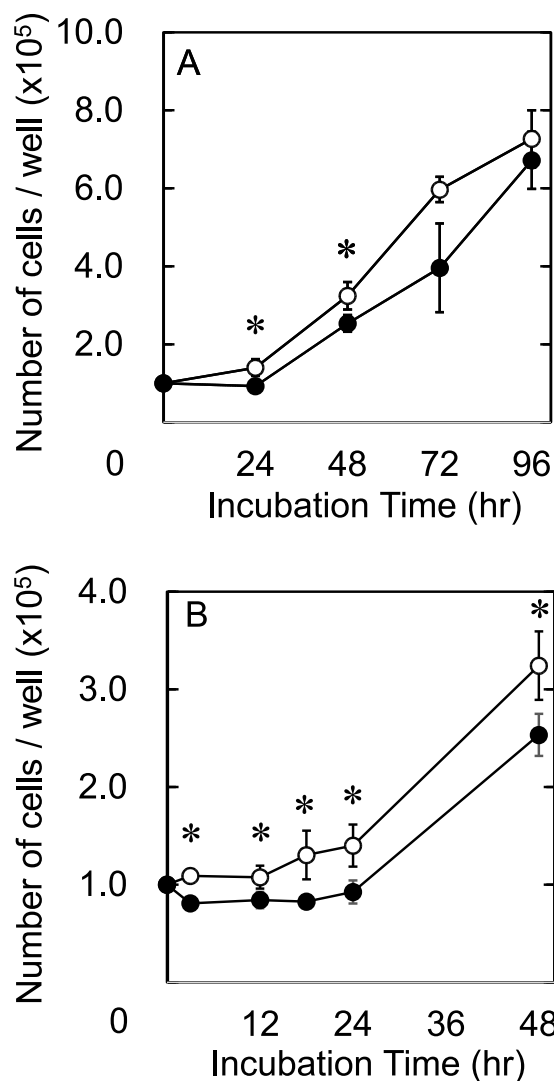 Number of cells / well (x10⁵)
10.0
8.0
6.0
4.0
2.0
0
A
*
*
24 48 72 96
Incubation Time (hr)
Number of cells / well (x10⁵)
4.0
3.0
2.0
1.0
0
B
*
*
*
*
*
12 24 36 48
Incubation Time (hr)